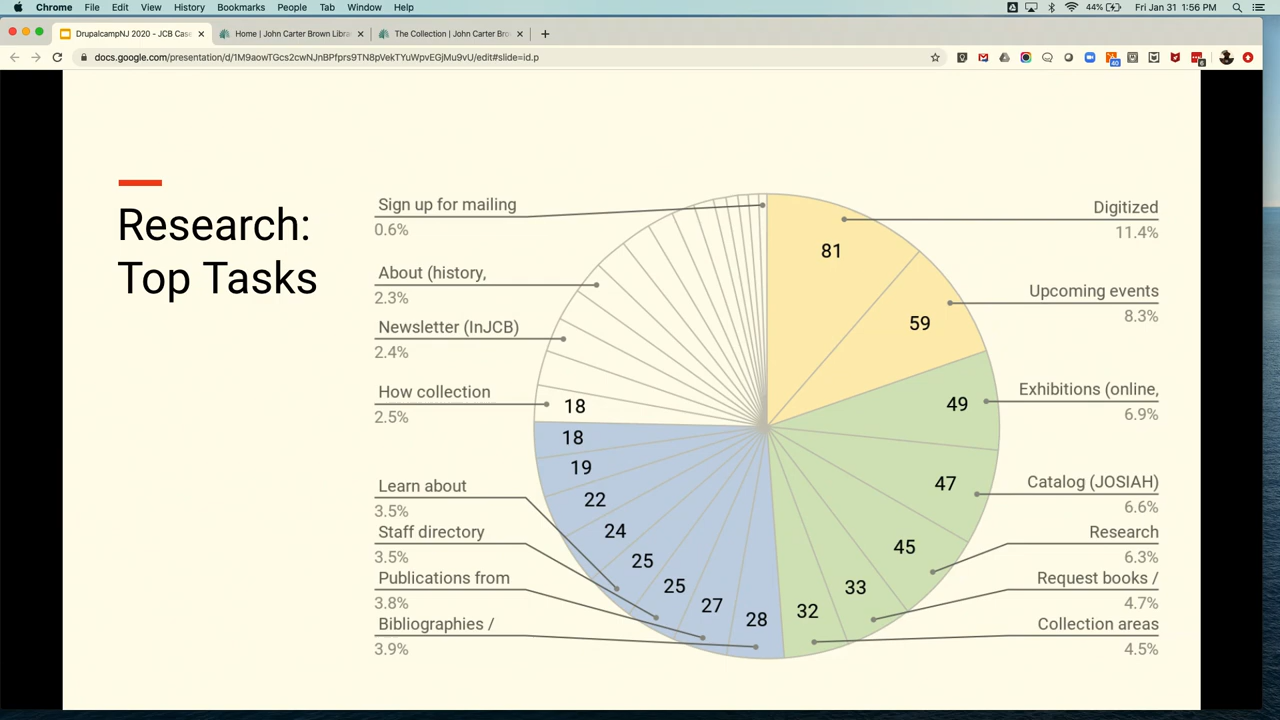 Chrome File Edit View History Bookmarks People Tab Window Help 44% Fri Jan 31 1:56 PM
DrupalcampNJ 2020 - JCB Cas Home | John Carter Brown Libra The Collection | John Carter Bro
docs.google.com/presentation/d/1M9aowTGcs2cwNJnBPfprs9TN8pVekTYuWpvEGjMu9vU/edit#slide=id.p
40
6
Research:
Top Tasks
Sign up for mailing
0.6%
About (history,
2.3%
Newsletter (InJCB)
2.4%
How collection
2.5%
Learn about
3.5%
Staff directory
3.5%
Publications from
3.8%
Bibliographies /
3.9%
81
59
49
47
45
33
32
28
27
25
25
24
22
19
18
18
Digitized
11.4%
Upcoming events
8.3%
Exhibitions (online,
6.9%
Catalog (JOSIAH)
6.6%
Research
6.3%
Request books /
4.7%
Collection areas
4.5%